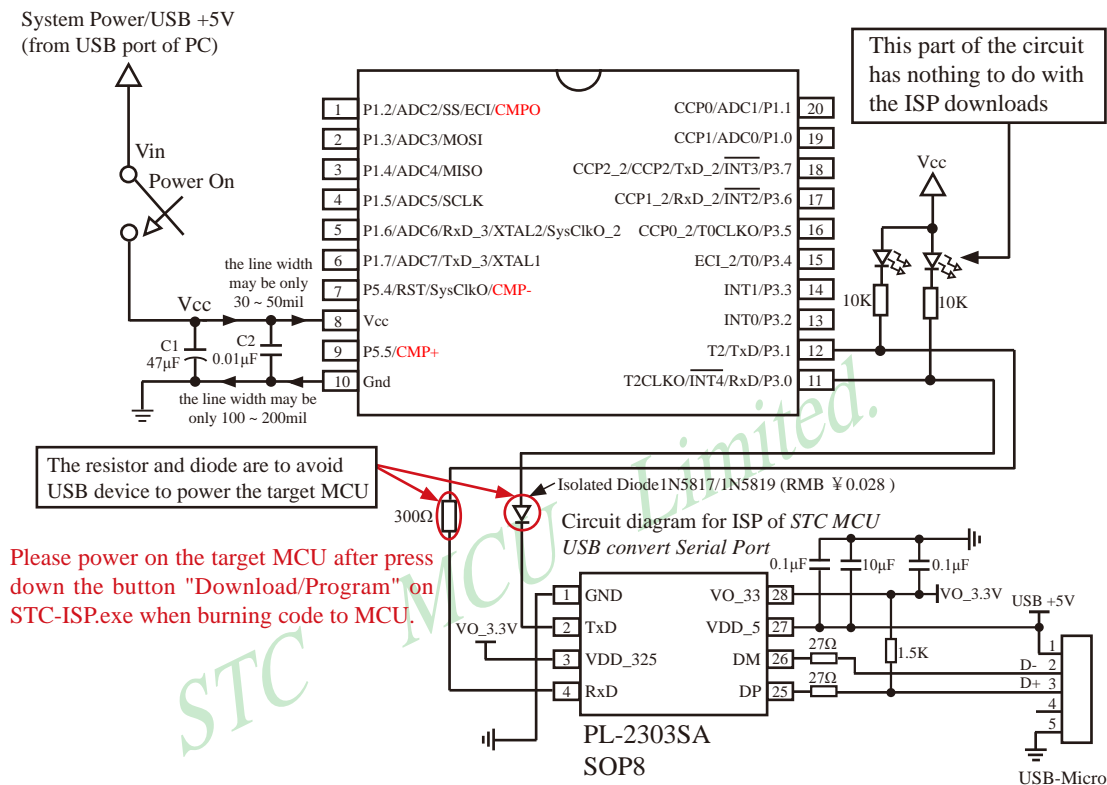 System Power/USB +5V
(from USB port of PC)
Vin
Power On
the line width
may be only
30 ~ 50mil
Vcc
C1
47μF
C2
0.01μF
the line width may be
only 100 ~ 200mil
1 P1.2/ADC2/SS/ECI/CMPO
2 P1.3/ADC3/MOSI
3 P1.4/ADC4/MISO
4 P1.5/ADC5/SCLK
5 P1.6/ADC6/RxD_3/XTAL2/SysClkO_2
6 P1.7/ADC7/TxD_3/XTAL1
7 P5.4/RST/SysClkO/CMP-
8 Vcc
9 P5.5/CMP+
10 Gnd
CCP0/ADC1/P1.1 20
CCP1/ADC0/P1.0 19
CCP2_2/CCP2/TxD_2/INT3/P3.7 18
CCP1_2/RxD_2/INT2/P3.6 17
CCP0_2/T0CLKO/P3.5 16
ECI_2/T0/P3.4 15
INT1/P3.3 14
INT0/P3.2 13
T2/TxD/P3.1 12
T2CLKO/INT4/RxD/P3.0 11
This part of the circuit
has nothing to do with
the ISP downloads
Vcc
10K
10K
The resistor and diode are to avoid
USB device to power the target MCU
300Ω
Isolated Diode1N5817/1N5819 (RMB ¥0.028 )
Circuit diagram for ISP of STC MCU
USB convert Serial Port
Please power on the target MCU after press
down the button "Download/Program" on
STC-ISP.exe when burning code to MCU.
STC MCU Limited.
VO_3.3V
1 GND
2 TxD
3 VDD_325
4 RxD
VO_33 28
VDD_5 27
DM 26
DP 25
PL-2303SA
SOP8
0.1μF
10μF
0.1μF
VO_3.3V
USB +5V
27Ω
27Ω
1.5K
D-
D+
1
2
3
4
5
USB-Micro